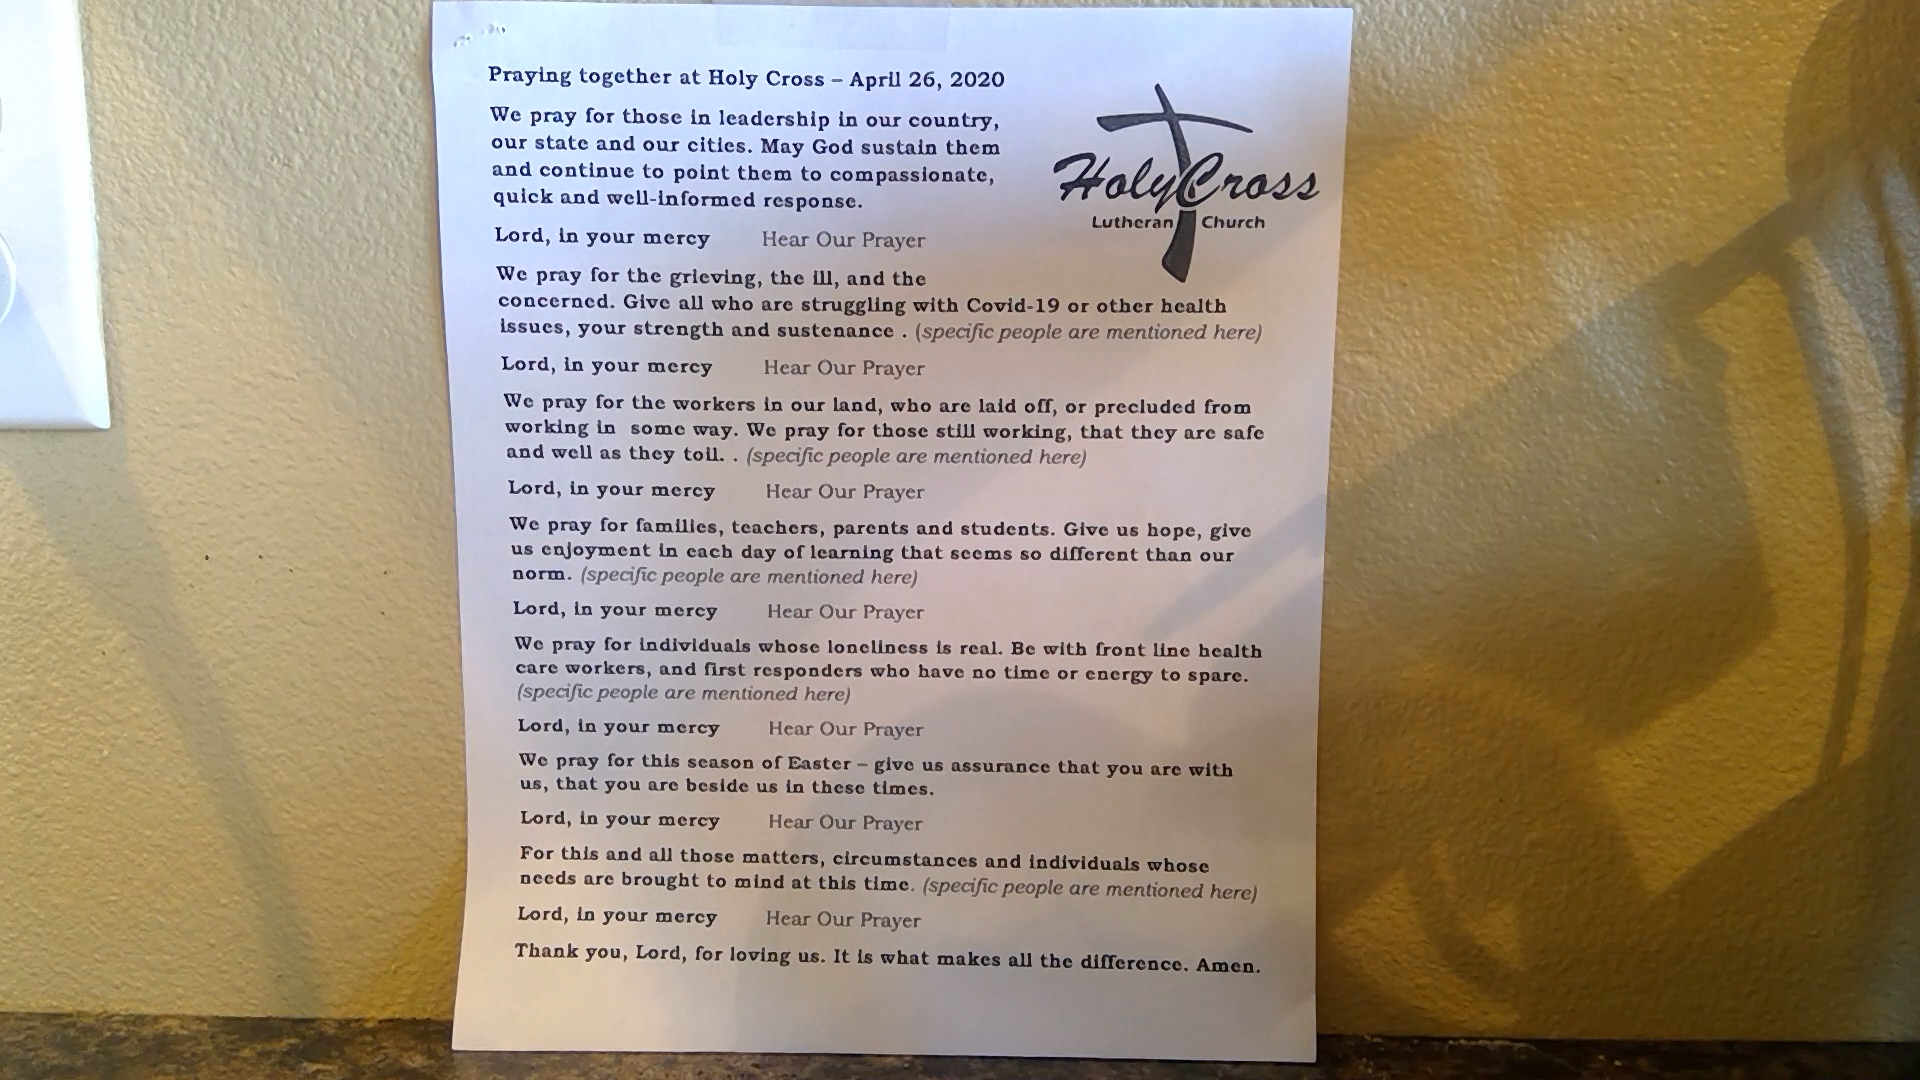 Praying together at Holy Cross – April 26, 2020
We pray for those in leadership in our country,
our state and our cities. May God sustain them
and continue to point them to compassionate,
quick and well-informed response.
Holy Cross
Lutheran Church
Lord, in your mercy Hear Our Prayer
We pray for the grieving, the ill, and the
concerned. Give all who are struggling with Covid-19 or other health
issues, your strength and sustenance . (specific people are mentioned here)
Lord, in your mercy Hear Our Prayer
We pray for the workers in our land, who are laid off, or precluded from
working in some way. We pray for those still working, that they are safe
and well as they toil. . (specific people are mentioned here)
Lord, in your mercy Hear Our Prayer
We pray for families, teachers, parents and students. Give us hope, give
us enjoyment in each day of learning that seems so different than our
norm. (specific people are mentioned here)
Lord, in your mercy Hear Our Prayer
We pray for individuals whose loneliness is real. Be with front line health
care workers, and first responders who have no time or energy to spare.
(specific people are mentioned here)
Lord, in your mercy Hear Our Prayer
We pray for this season of Easter – give us assurance that you are with
us, that you are beside us in these times.
Lord, in your mercy Hear Our Prayer
For this and all those matters, circumstances and individuals whose
needs are brought to mind at this time. (specific people are mentioned here)
Lord, in your mercy Hear Our Prayer
Thank you, Lord, for loving us. It is what makes all the difference. Amen.